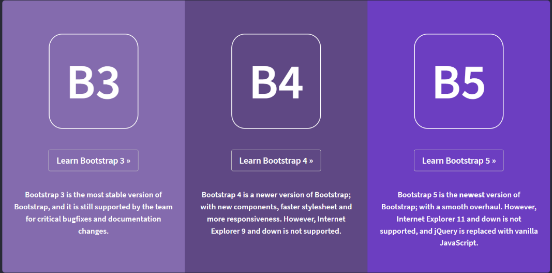 B3
Learn Bootstrap 3 »
Bootstrap 3 is the most stable version of
Bootstrap, and it is still supported by the team
for critical bugfixes and documentation
changes.
B4
Learn Bootstrap 4 »
Bootstrap 4 is a newer version of Bootstrap;
with new components, faster stylesheet and
more responsiveness. However, Internet
Explorer 9 and down is not supported.
B5
Learn Bootstrap 5 »
Bootstrap 5 is the newest version of
Bootstrap; with a smooth overhaul. However,
Internet Explorer 11 and down is not
supported, and jQuery is replaced with vanilla
JavaScript.